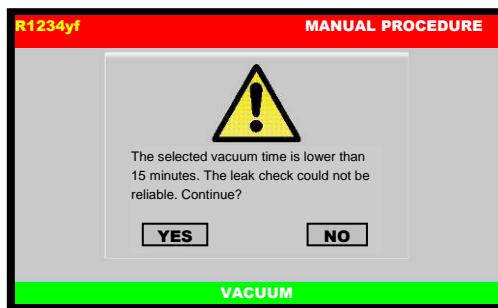 R1234yf MANUAL PROCEDURE
The selected vacuum time is lower than
15 minutes. The leak check could not be
reliable. Continue?
YES NO
VACUUM